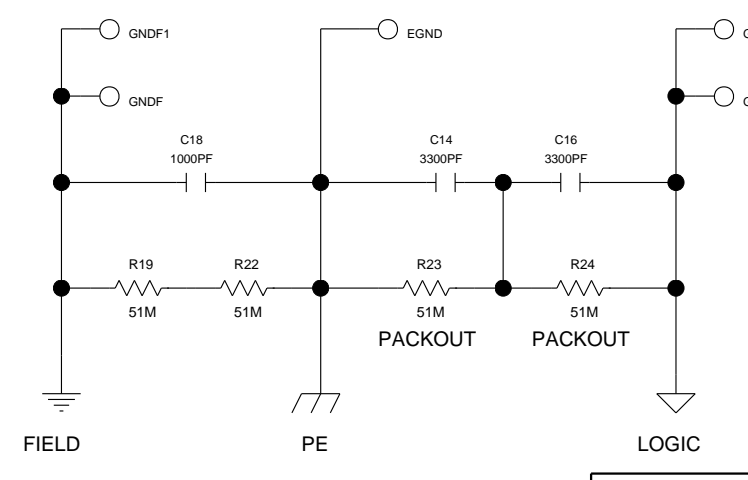 GNDF1
EGND
GNDF
C18
1000PF
C14
3300PF
C16
3300PF
R19
51M
R22
51M
R23
51M
PACKOUT
R24
51M
PACKOUT
FIELD
PE
LOGIC